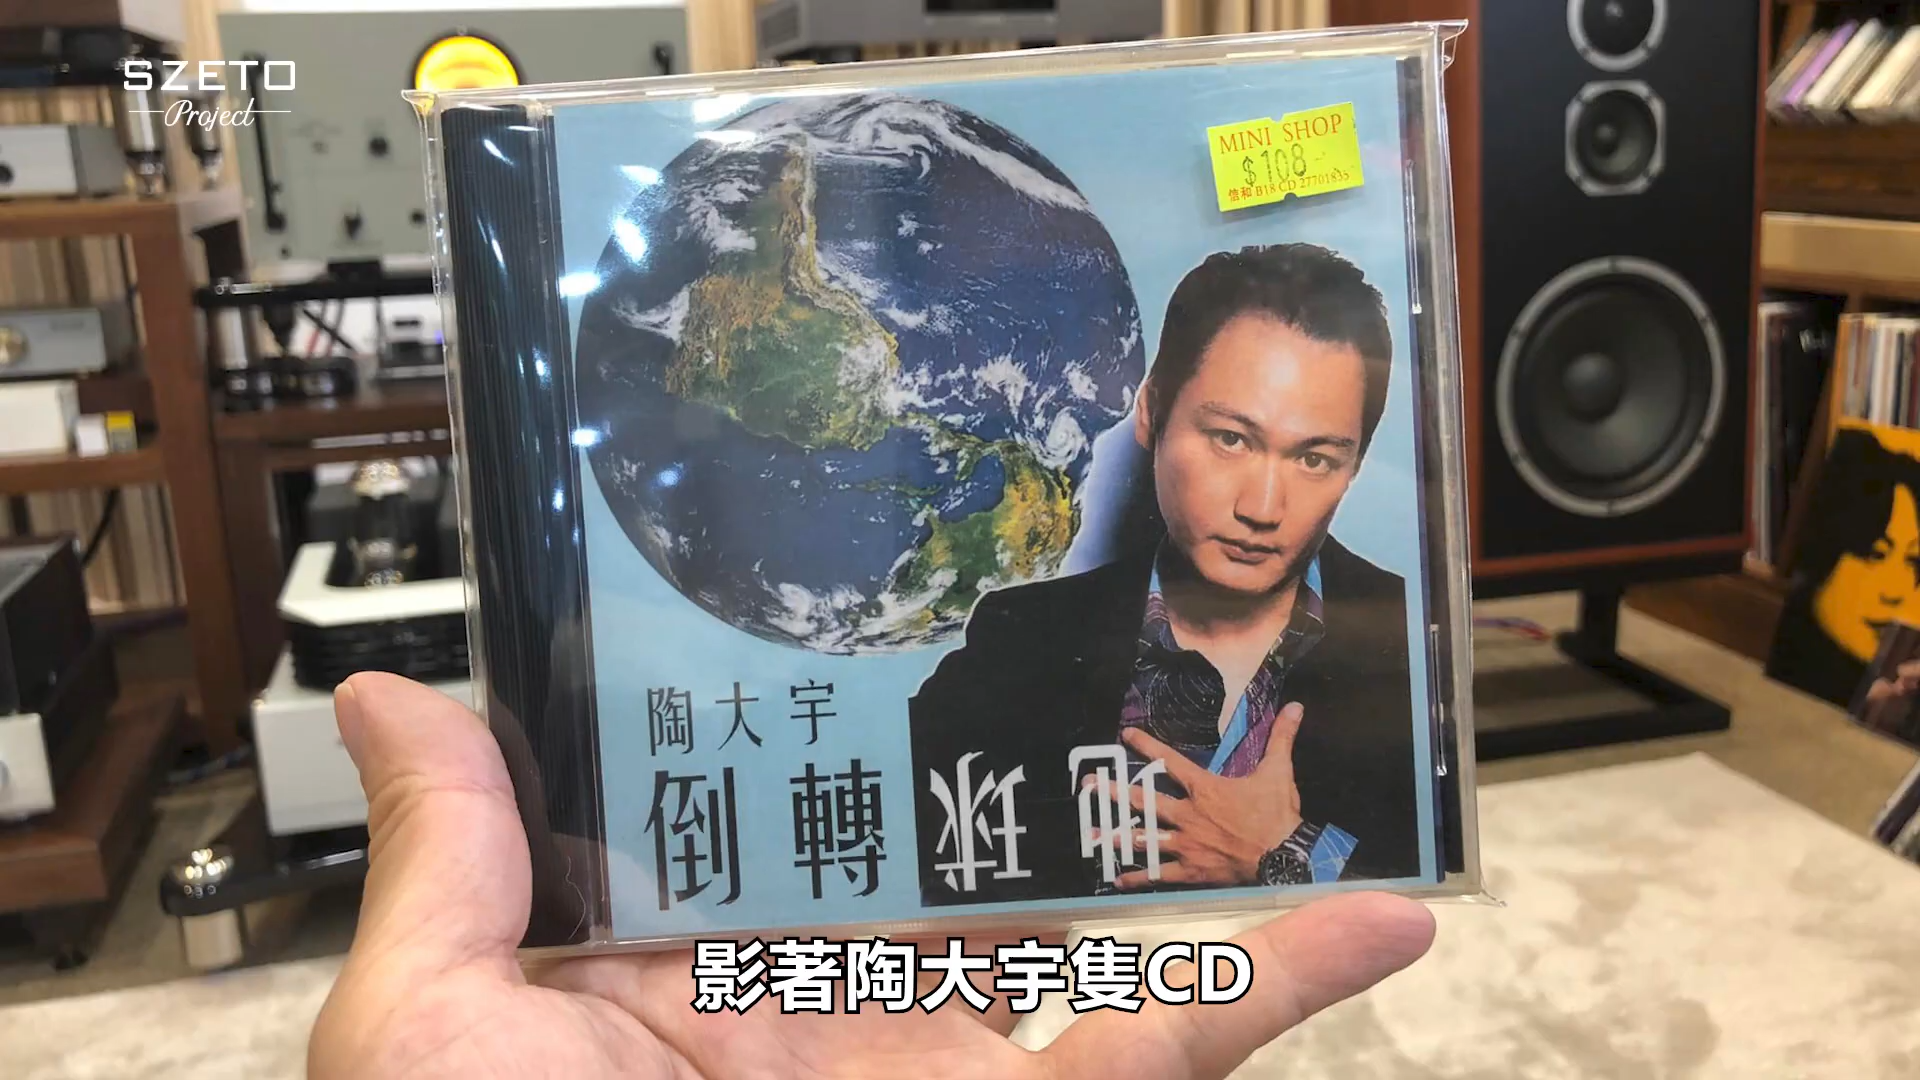 SZETO
Project
MINI SHOP
$108
信和 B18 CD 27701835
陶大宇
倒轉地球
影著陶大宇隻CD